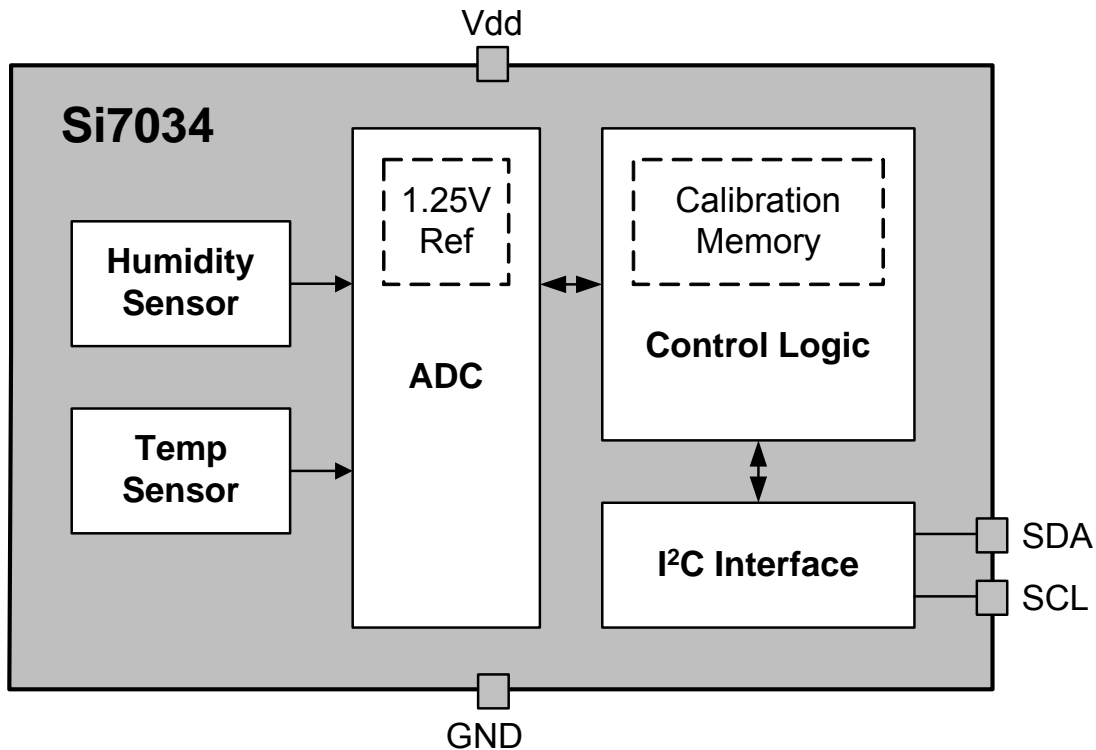 Vdd
Si7034
1.25V
Ref
Calibration
Memory
Humidity
Sensor
Control Logic
ADC
Temp
Sensor
I²C Interface
SDA
SCL
GND